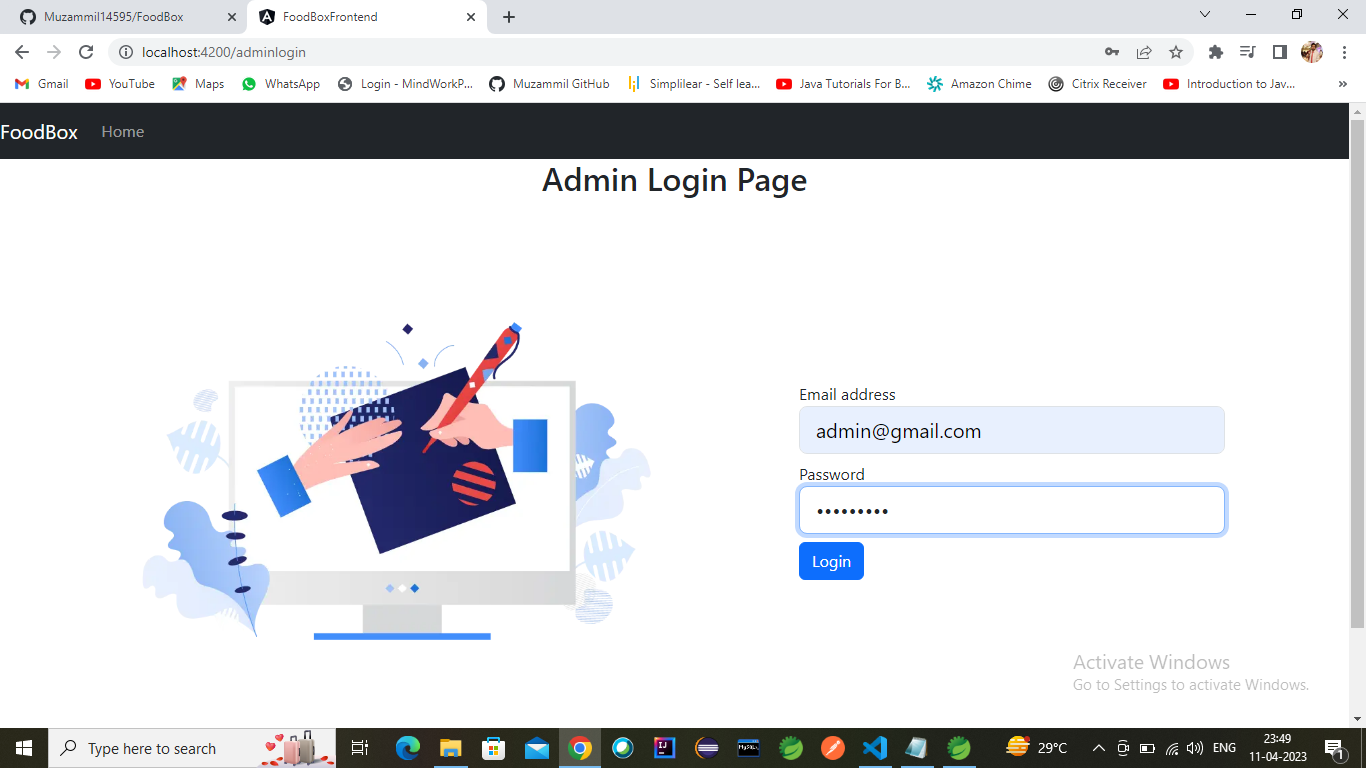 Muzammil14595/FoodBox
FoodBoxFrontend
localhost:4200/adminlogin
Gmail
YouTube
Maps
WhatsApp
Login - MindWorkP...
Muzammil GitHub
Simplilear - Self lea...
Java Tutorials For B...
Amazon Chime
Citrix Receiver
Introduction to Jav...
»
FoodBox
Home
Admin Login Page
Email address
admin@gmail.com
Password
•••••••••
Login
Activate Windows
Go to Settings to activate Windows.
Type here to search
IJ
MySQL
29°C
ENG
23:49
11-04-2023
1